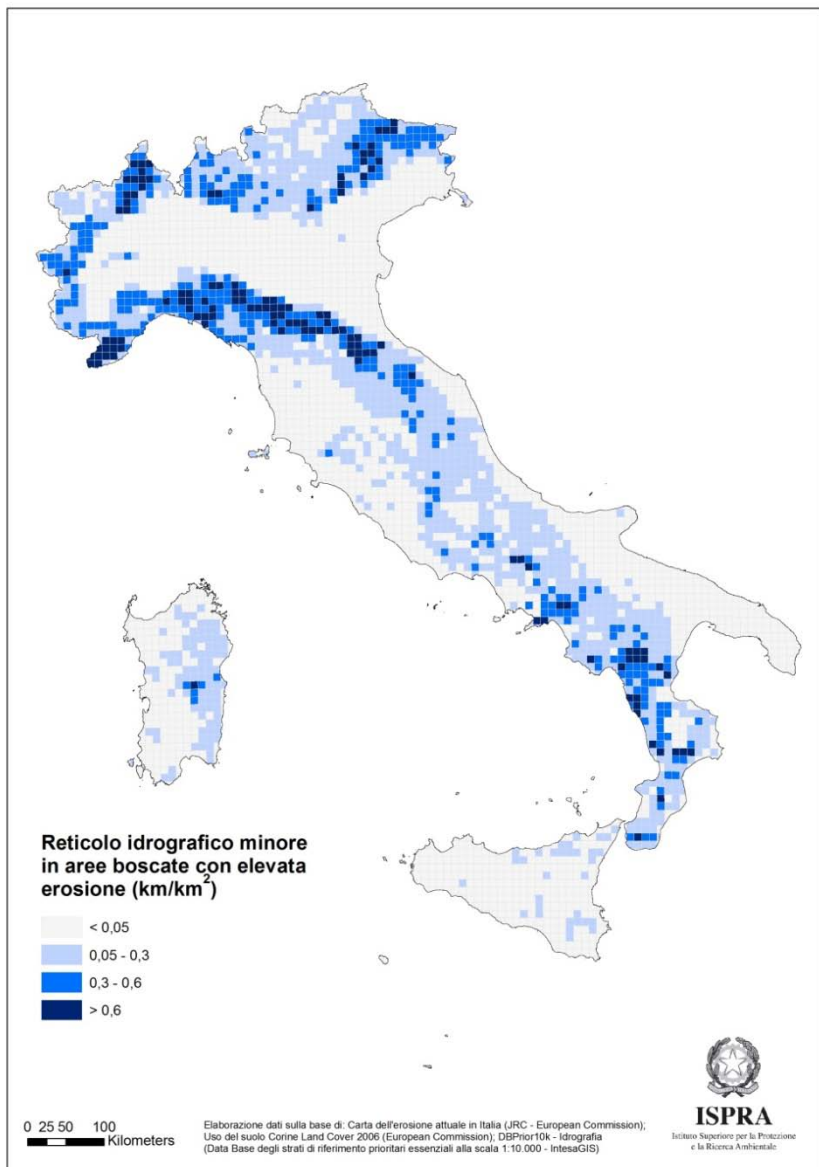 Reticolo idrografico minore
in aree boscate con elevata
erosione (km/km²)
< 0,05
0,05 - 0,3
0,3 - 0,6
> 0,6
0 25 50 100
Kilometers
Elaborazione dati sulla base di: Carta dell'erosione attuale in Italia (JRC - European Commission);
Uso del suolo Corine Land Cover 2006 (European Commission); DBPrior10k - Idrografia
(Data Base degli strati di riferimento prioritari essenziali alla scala 1:10.000 - IntesaGIS)
ISPRA
Istituto Superiore per la Protezione
e la Ricerca Ambientale